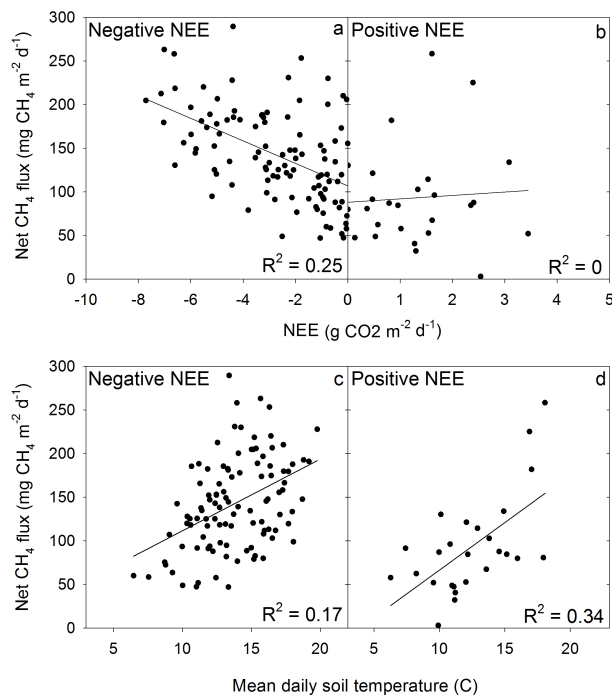 Negative NEE a
Positive NEE b
300
250
200
150
100
50
0
Net CH4 flux (mg CH4 m-2 d-1)
R2 = 0.25
R2 = 0
-10 -8 -6 -4 -2 0 2 4 6 8
NEE (g CO2 m-2 d-1)
Negative NEE c
Positive NEE d
300
250
200
150
100
50
0
Net CH4 flux (mg CH4 m-2 d-1)
R2 = 0.17
R2 = 0.34
5 10 15 20 5 10 15 20
Mean daily soil temperature (C)